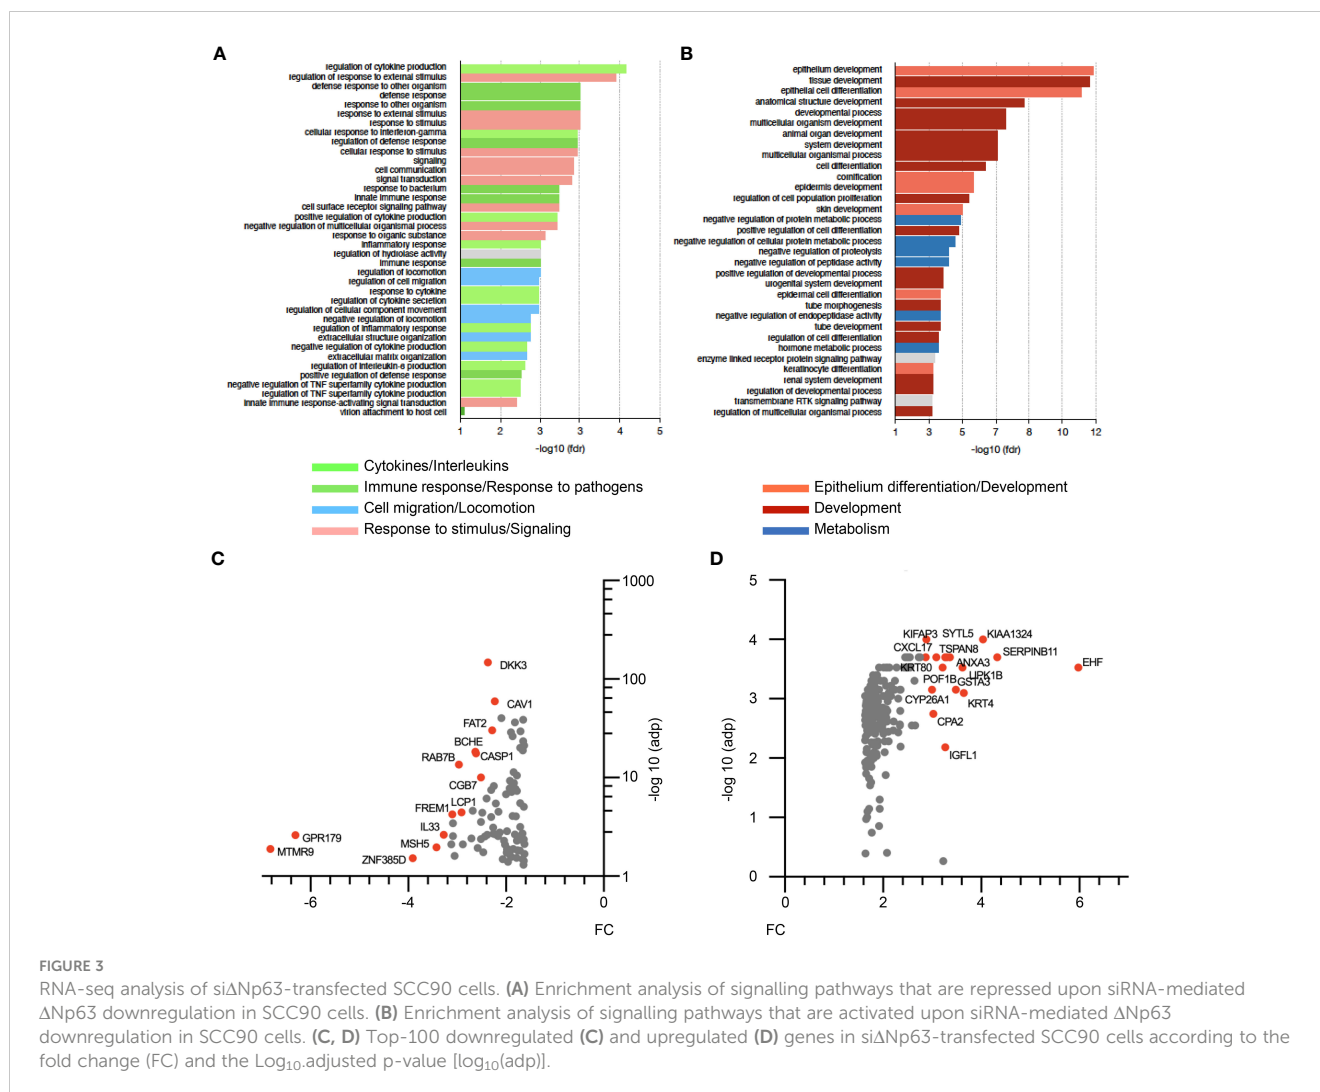 A
regulation of cytokine production
regulation of response to external stimulus
defense response to other organism
defense response
response to other organism
response to external stimulus
response to stimulus
cellular response to interferon-gamma
regulation of defense response
cellular response to stimulus
signaling
cell communication
signal transduction
response to bacterium
innate immune response
cell surface receptor signaling pathway
positive regulation of cytokine production
negative regulation of multicellular organismal process
response to organic substance
inflammatory response
regulation of hydrolase activity
immune response
regulation of locomotion
regulation of cell migration
response to cytokine
regulation of cytokine secretion
regulation of cellular component movement
negative regulation of locomotion
regulation of inflammatory response
extracellular structure organization
negative regulation of cytokine production
extracellular matrix organization
regulation of interleukin-6 production
positive regulation of defense response
negative regulation of TNF superfamily cytokine production
regulation of TNF superfamily cytokine production
innate immune response-activating signal transduction
virion attachment to host cell
1 2 3 3 4 5
-log10 (fdr)
Cytokines/Interleukins
Immune response/Response to pathogens
Cell migration/Locomotion
Response to stimulus/Signaling
B
epithelium development
tissue development
epithelial cell differentiation
anatomical structure development
developmental process
multicellular organism development
animal organ development
system development
multicellular organismal process
cell differentiation
cornification
epidermis development
regulation of cell population proliferation
skin development
negative regulation of protein metabolic process
positive regulation of cell differentiation
negative regulation of cellular protein metabolic process
negative regulation of proteolysis
negative regulation of peptidase activity
positive regulation of developmental process
urogenital system development
epidermal cell differentiation
tube morphogenesis
negative regulation of endopeptidase activity
tube development
regulation of cell differentiation
hormone metabolic process
enzyme linked receptor protein signaling pathway
keratinocyte differentiation
renal system development
regulation of developmental process
transmembrane RTK signaling pathway
regulation of multicellular organismal process
1 3 5 7 8 10 12
-log10 (fdr)
Epithelium differentiation/Development
Development
Metabolism
C
1000
100
10
1
-log 10 (adp)
DKK3
CAV1
FAT2
BCHE
CASP1
RAB7B
CGB7
LCP1
FREM1
IL33
MSH5
ZNF385D
GPR179
MTMR9
-6 -4 -2 0
FC
D
5
4
3
2
1
0
-log 10 (adp)
KIFAP3 SYTL5 KIAA1324
CXCL17 TSPAN8 SERPINB11
KRT80 ANXA3 EHF
POF1B LIPK1B
GSTA3
CYP26A1 KRT4
CPA2
IGFL1
0 2 4 6
FC
FIGURE 3
RNA-seq analysis of siΔNp63-transfected SCC90 cells. (A) Enrichment analysis of signalling pathways that are repressed upon siRNA-mediated
ΔNp63 downregulation in SCC90 cells. (B) Enrichment analysis of signalling pathways that are activated upon siRNA-mediated ΔNp63
downregulation in SCC90 cells. (C, D) Top-100 downregulated (C) and upregulated (D) genes in siΔNp63-transfected SCC90 cells according to the
fold change (FC) and the Log10.adjusted p-value [log10(adp)].